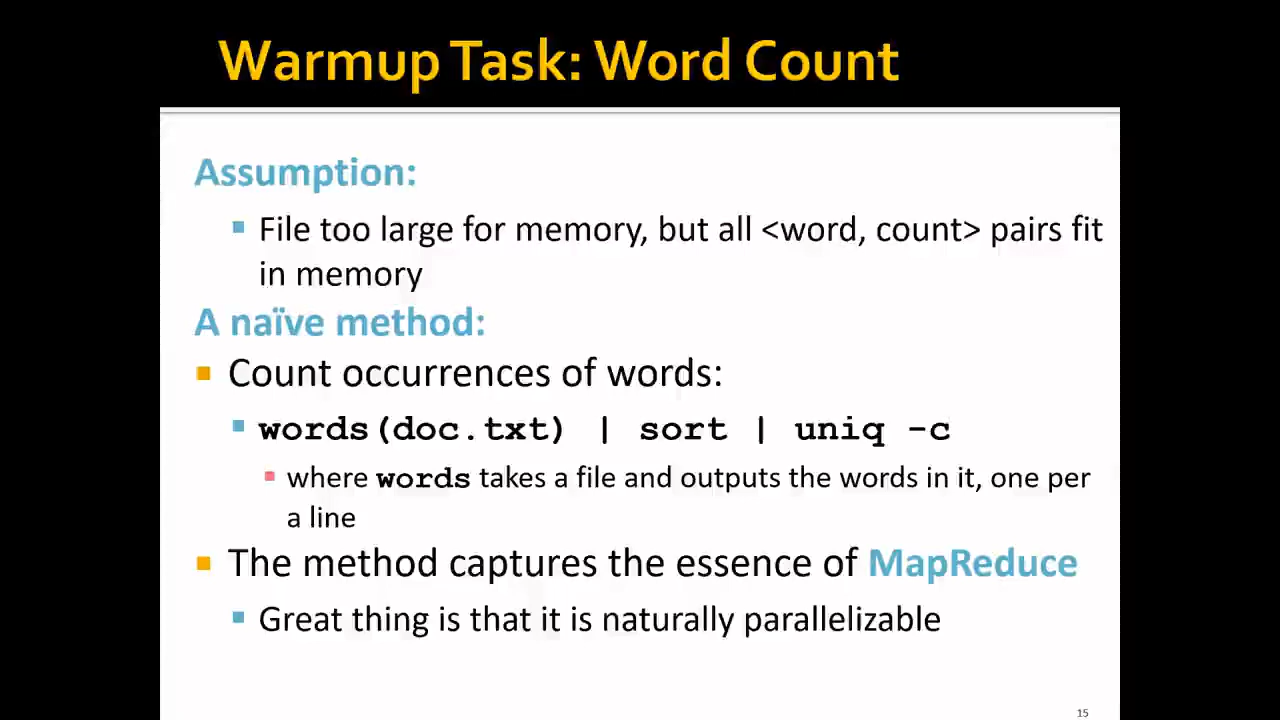 Warmup Task: Word Count
Assumption:
File too large for memory, but all <word, count> pairs fit
in memory
A naïve method:
Count occurrences of words:
words(doc.txt) | sort | uniq -c
where words takes a file and outputs the words in it, one per
a line
The method captures the essence of MapReduce
Great thing is that it is naturally parallelizable
15